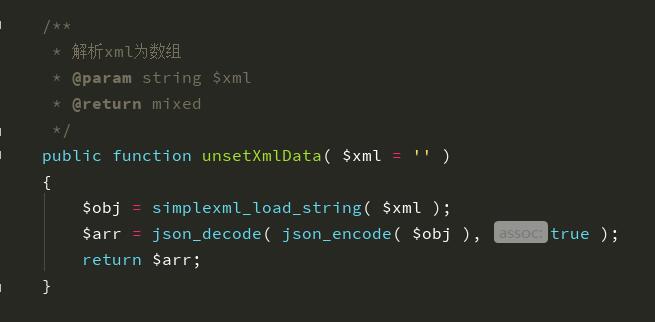 /**
* 解析xml为数组
* @param string $xml
* @return mixed
*/
public function unsetXmlData( $xml = '' )
{
$obj = simplexml_load_string( $xml );
$arr = json_decode( json_encode( $obj ), assoc: true );
return $arr;
}